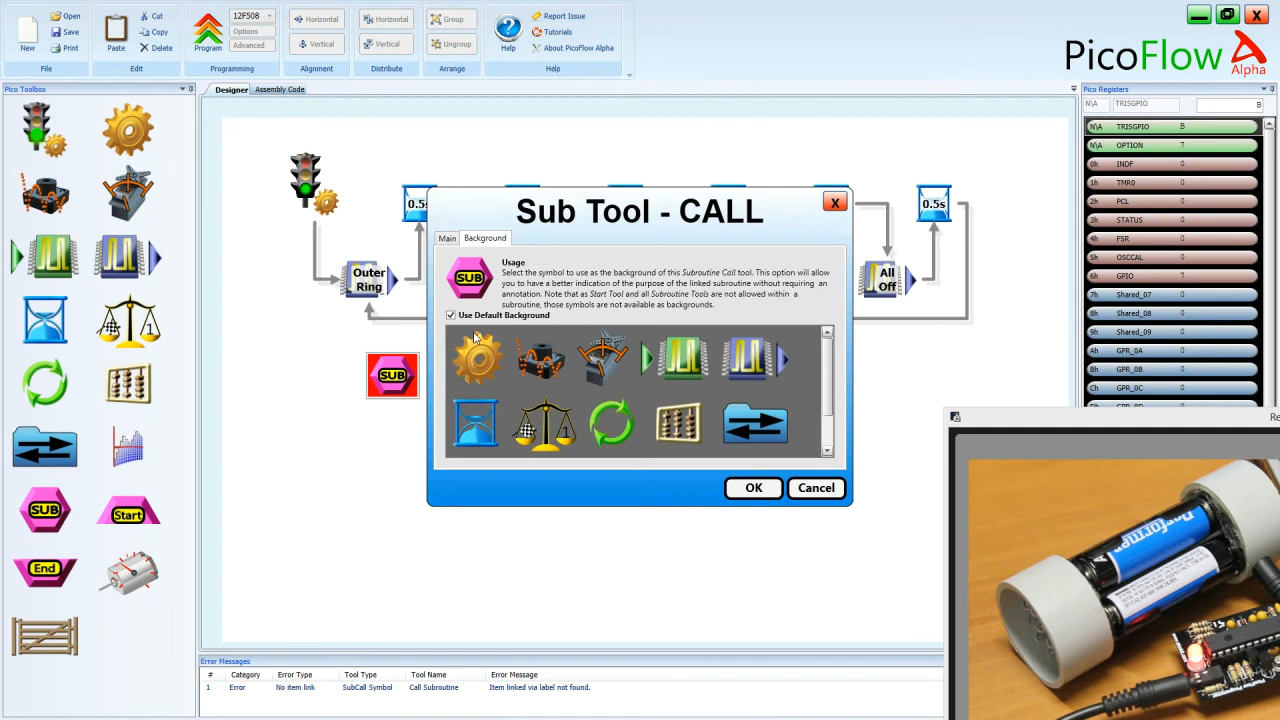 Open
Cut
12F508
Horizontal
Horizontal
Group
Report Issue
Save
Copy
Options
Tutorials
New
Print
Paste
Delete
Program
Advanced
Vertical
Vertical
Ungroup
Help
About PicoFlow Alpha
File
Edit
Programming
Alignment
Distribute
Arrange
Help
PicoFlow
Alpha
Pico Toolbox
Designer
Assembly Code
Pico Registers
N\A
TRISGPIO
B
N\A TRISGPIO B
N\A OPTION 7
0h INDF 0
1h TMR0 0
2h PCL 0
3h STATUS 0
4h FSR 0
5h OSCCAL 0
6h GPIO 7
7h Shared_07 0
8h Shared_08 0
9h Shared_09 0
Ah GPR_0A 0
Bh GPR_0B 0
Ch GPR_0C 0
Dh GPR_0D 0
0.5s
0.5s
Outer
Ring
All
Off
SUB
Sub Tool - CALL
X
Main
Background
Usage
SUB
Select the symbol to use as the background of this Subroutine Call tool. This option will allow
you to have a better indication of the purpose of the linked subroutine without requiring an
annotation. Note that as Start Tool and all Subroutine Tools are not allowed within a
subroutine, those symbols are not available as backgrounds.
Use Default Background
1
OK
Cancel
1
SUB
Start
End
Error Messages
# Category Error Type Tool Type Tool Name Error Message
1 Error No item link SubCall Symbol Call Subroutine Item linked via label not found.
Re
Performer